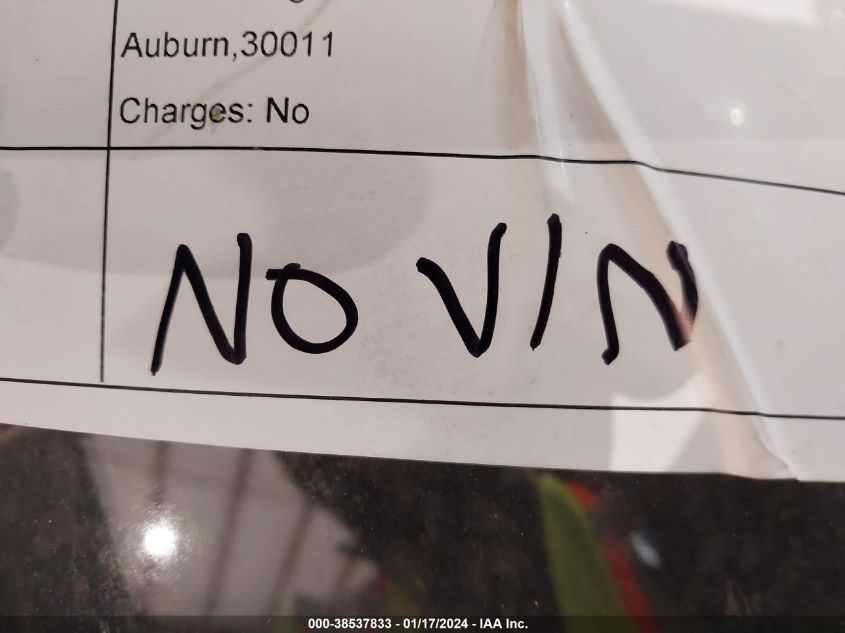 Auburn,30011
Charges: No
NO VIN
000-38537833 - 01/17/2024 - IAA Inc.